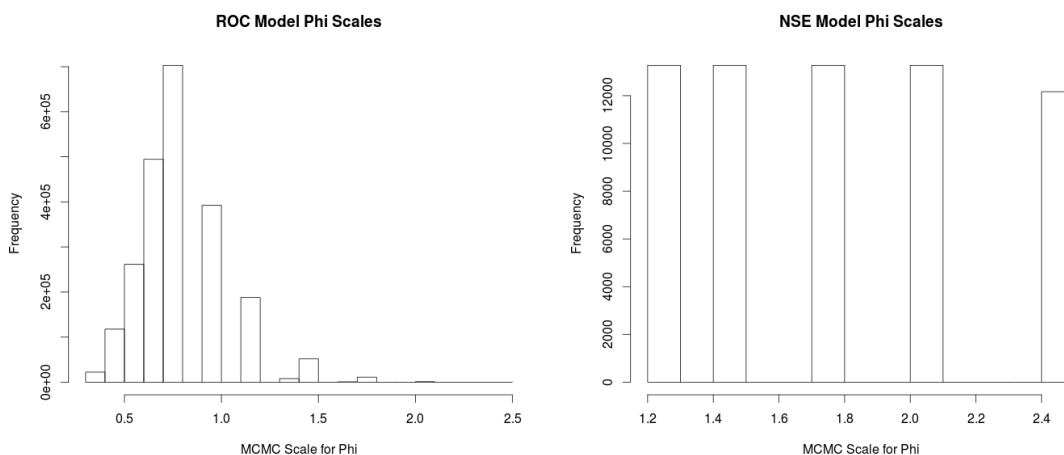 ROC Model Phi Scales
Frequency
6e+05
4e+05
2e+05
0e+00
0.5 1.0 1.5 2.0 2.5
MCMC Scale for Phi
NSE Model Phi Scales
Frequency
12000
10000
8000
6000
4000
2000
0
1.2 1.4 1.6 1.8 2.0 2.2 2.4
MCMC Scale for Phi